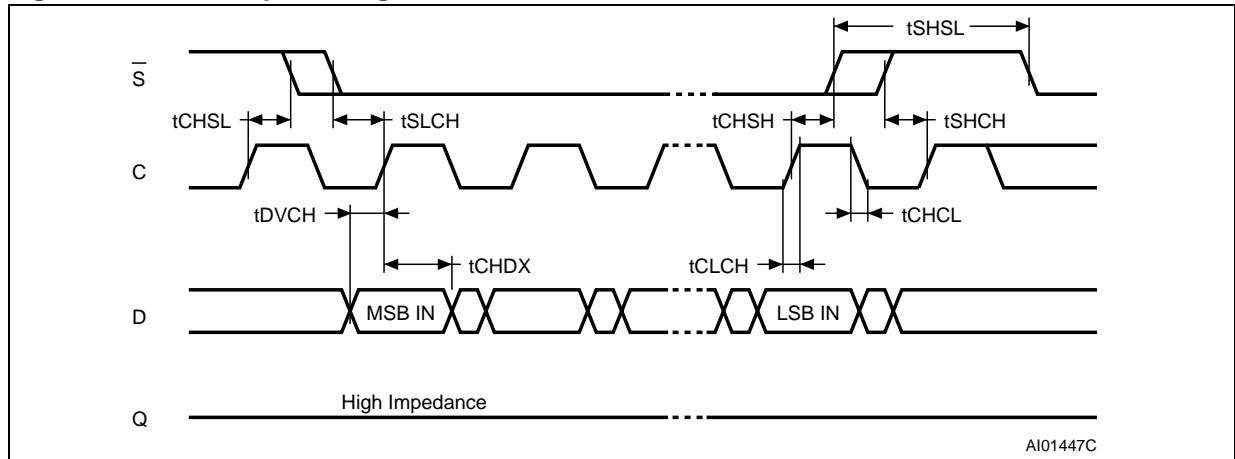 tSHSL
S
tCHSL
tSLCH
tCHSH
tSHCH
C
tDVCH
tCHCL
tCHDX
tCLCH
D
MSB IN
LSB IN
High Impedance
Q
AI01447C